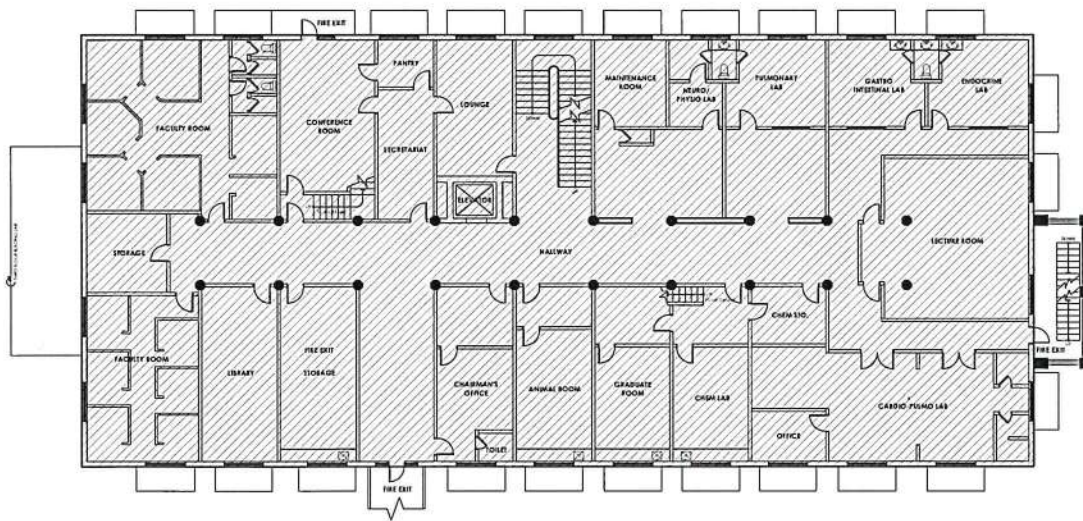 FIRE EXIT
PANTRY
MAINTENANCE
ROOM
NEURO/
PHYSIO LAB
PULMONARY
LAB
GASTRO
INTESTINAL LAB
ENDOCRINE
LAB
LOUNGE
FACULTY ROOM
CONFERENCE
ROOM
SECRETARIAT
ELEVATOR
STORAGE
HALLWAY
LECTURE ROOM
CHEM STO.
FIRE EXIT
FACULTY ROOM
LIBRARY
FIRE EXIT
STORAGE
CHAIRMAN'S
OFFICE
ANIMAL ROOM
GRADUATE
ROOM
CHEM LAB
CARDIO-PULMO LAB
OFFICE
TOILET
FIRE EXIT